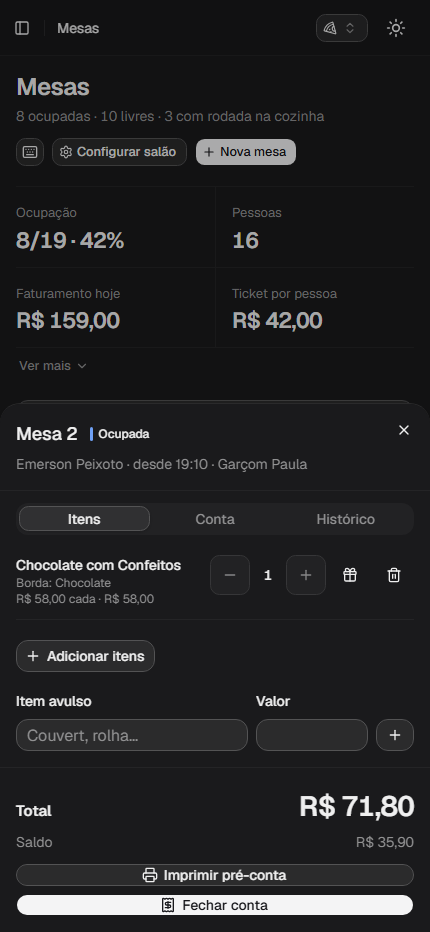 Mesas
Mesas
8 ocupadas · 10 livres · 3 com rodada na cozinha
Configurar salão
Nova mesa
Ocupação
Pessoas
8/19 · 42%
16
Faturamento hoje
Ticket por pessoa
R$ 159,00
R$ 42,00
Ver mais
Mesa 2
Ocupada
Emerson Peixoto · desde 19:10 · Garçom Paula
Itens
Conta
Histórico
Chocolate com Confeitos
Borda: Chocolate
R$ 58,00 cada · R$ 58,00
1
Adicionar itens
Item avulso
Valor
Couvert, rolha...
Total
R$ 71,80
Saldo
R$ 35,90
Imprimir pré-conta
Fechar conta